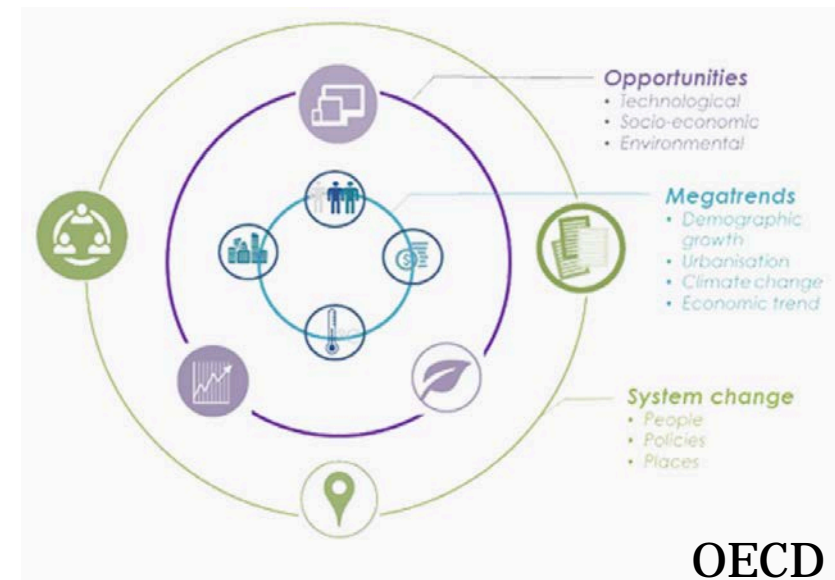 Opportunities
• Technological
• Socio-economic
• Environmental
Megatrends
• Demographic
growth
• Urbanisation
• Climate change
• Economic trend
System change
• People
• Policies
• Places
OECD